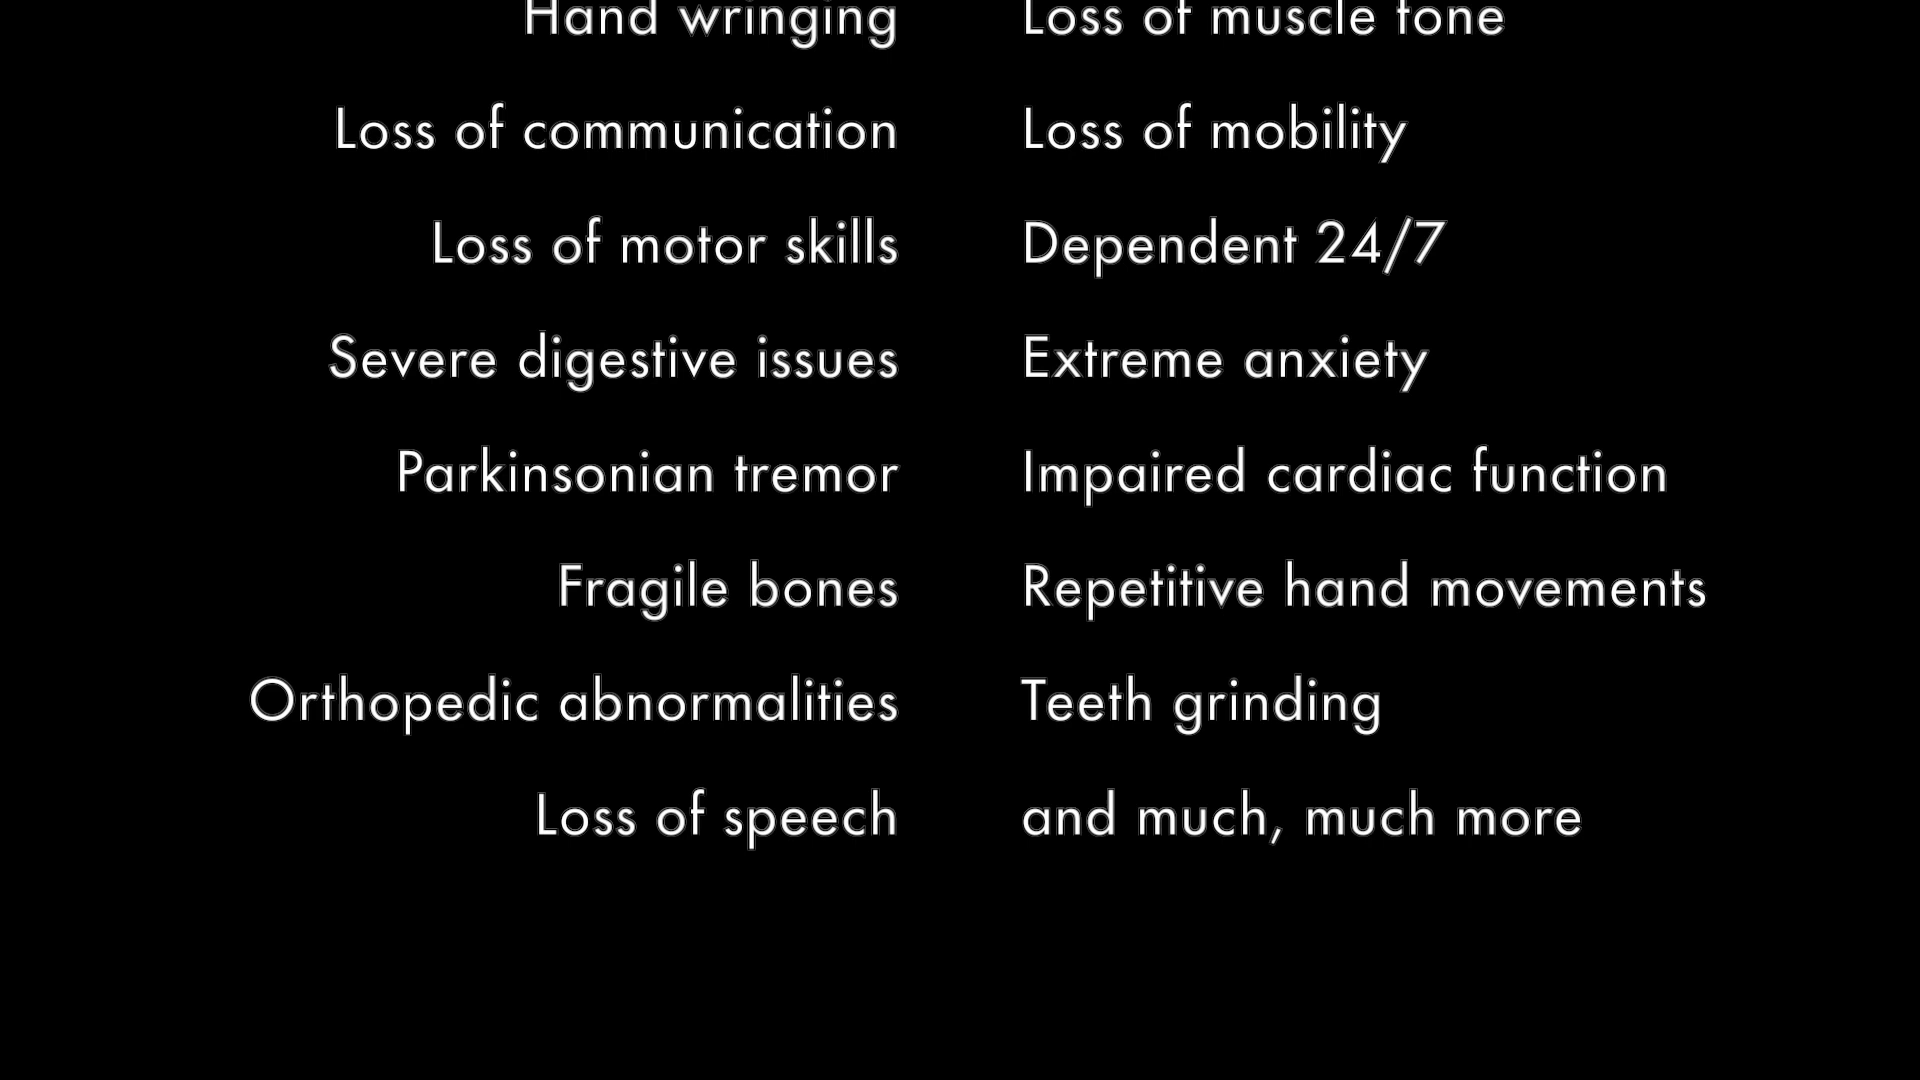 Hand wringing Loss of muscle tone
Loss of communication Loss of mobility
Loss of motor skills Dependent 24/7
Severe digestive issues Extreme anxiety
Parkinsonian tremor Impaired cardiac function
Fragile bones Repetitive hand movements
Orthopedic abnormalities Teeth grinding
Loss of speech and much, much more